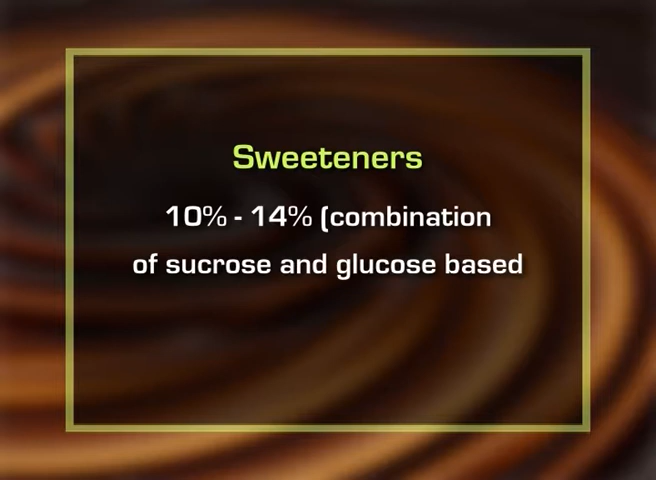 Sweeteners
10% - 14% (combination
of sucrose and glucose based